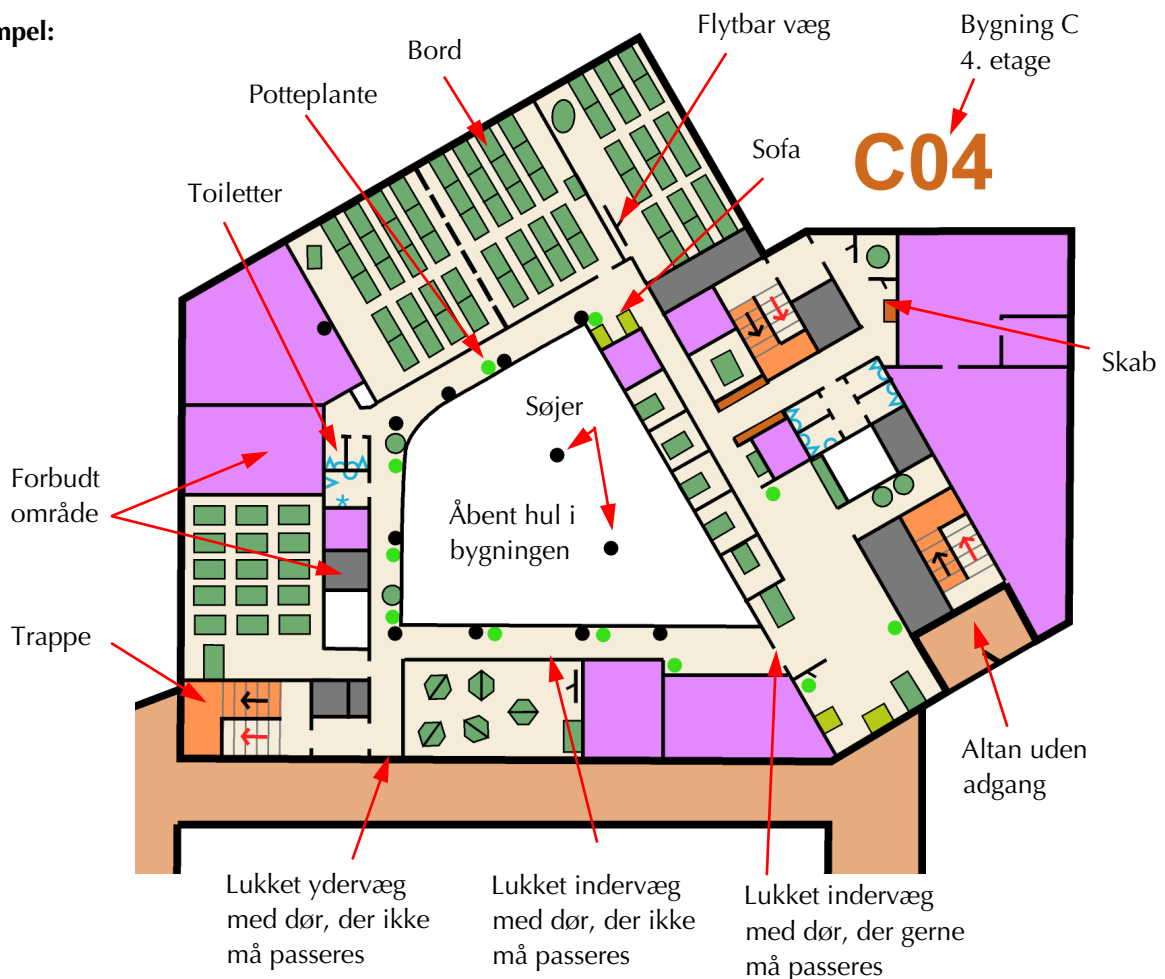 mpel:
Flytbar væg
Bygning C
4. etage
Bord
Potteplante
C04
Sofa
Toiletter
Skab
Søjer
Forbudt
område
Åbent hul i
bygningen
Trappe
Altan uden
adgang
Lukket ydervæg
med dør, der ikke
må passeres
Lukket indervæg
med dør, der ikke
må passeres
Lukket indervæg
med dør, der gerne
må passeres